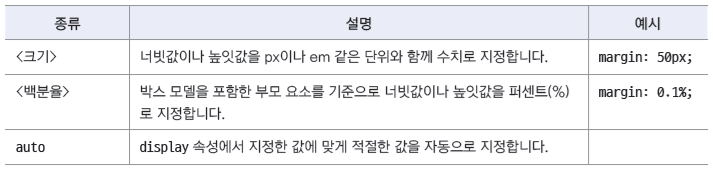 종류 설명 예시
<크기> 너빗값이나 높잇값을 px이나 em 같은 단위와 함께 수치로 지정합니다. margin: 50px;
<백분율> 박스 모델을 포함한 부모 요소를 기준으로 너빗값이나 높잇값을 퍼센트(%) margin: 0.1%;
로 지정합니다.
auto display 속성에서 지정한 값에 맞게 적절한 값을 자동으로 지정합니다.